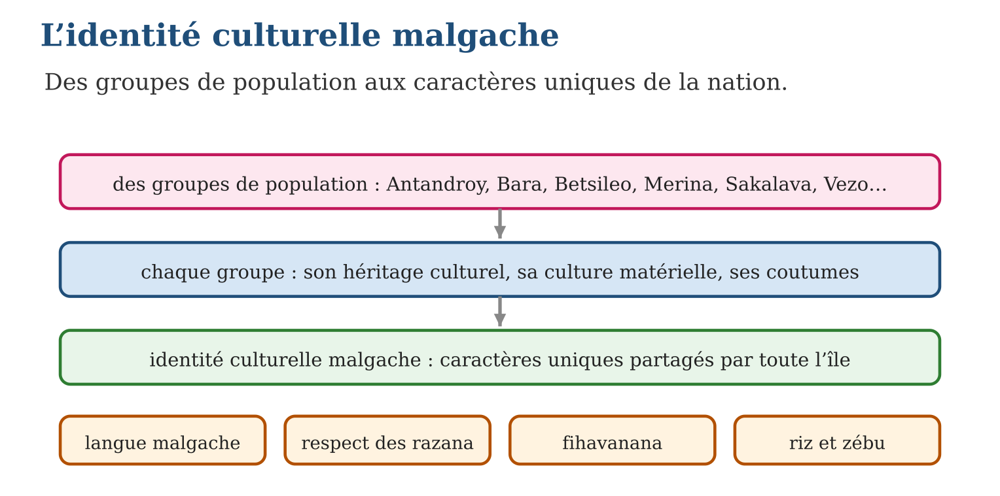 L’identité culturelle malgache
Des groupes de population aux caractères uniques de la nation.
des groupes de population : Antandroy, Bara, Betsileo, Merina, Sakalava, Vezo…
chaque groupe : son héritage culturel, sa culture matérielle, ses coutumes
identité culturelle malgache : caractères uniques partagés par toute l’île
langue malgache
respect des razana
fihavanana
riz et zébu